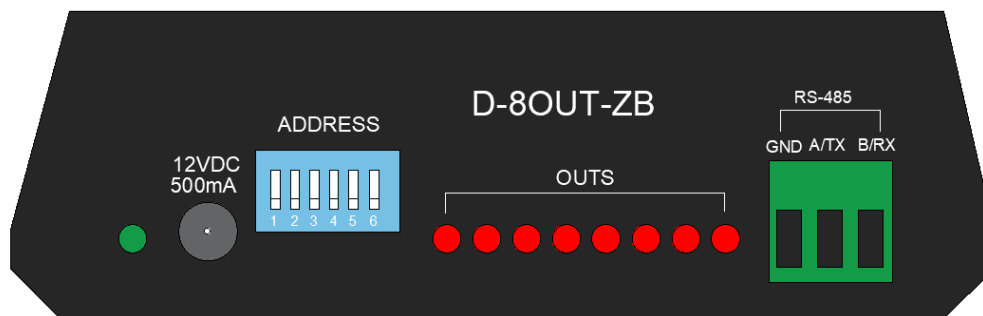 D-8OUT-ZB
RS-485
GND A/TX B/RX
ADDRESS
12VDC
500mA
1 2 3 4 5 6
OUTS